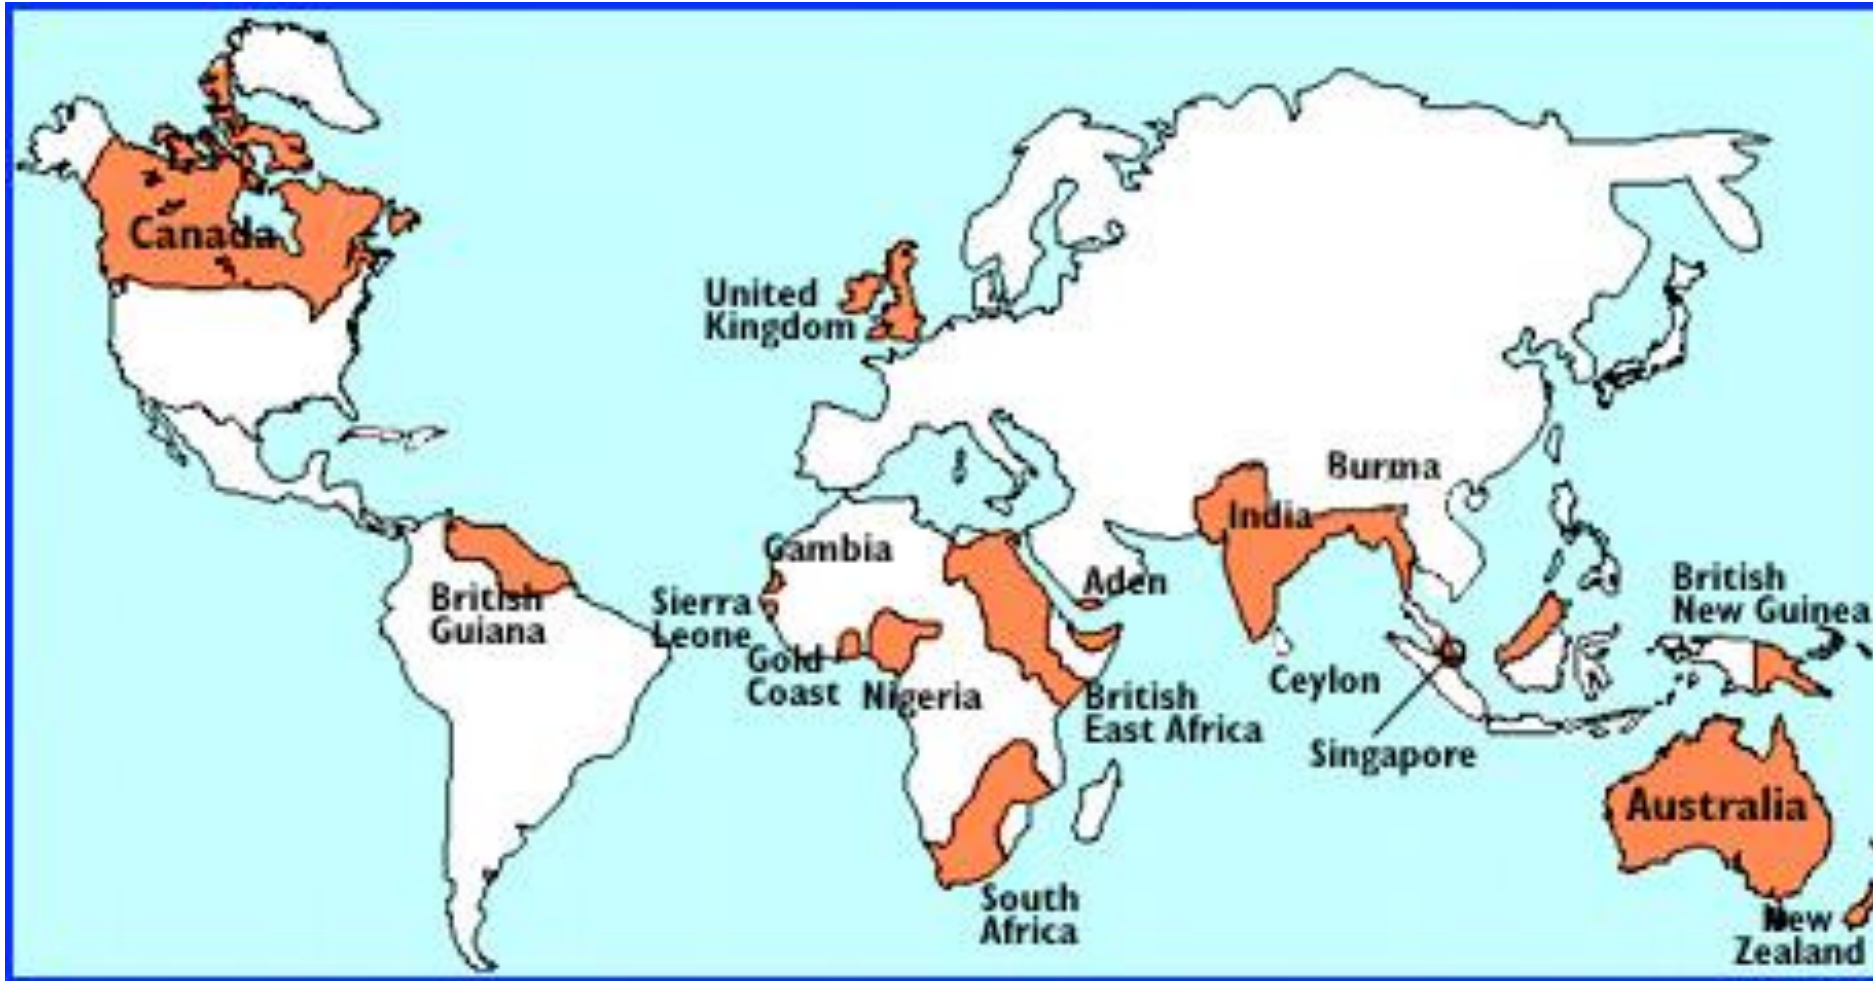 Canada
United
Kingdom
Burma
India
Gambia
Aden
British
New Guinea
British
Guiana
Sierra
Leone
Gold
Coast
Nigeria
British
East Africa
Ceylon
Singapore
Australia
South
Africa
New
Zealand